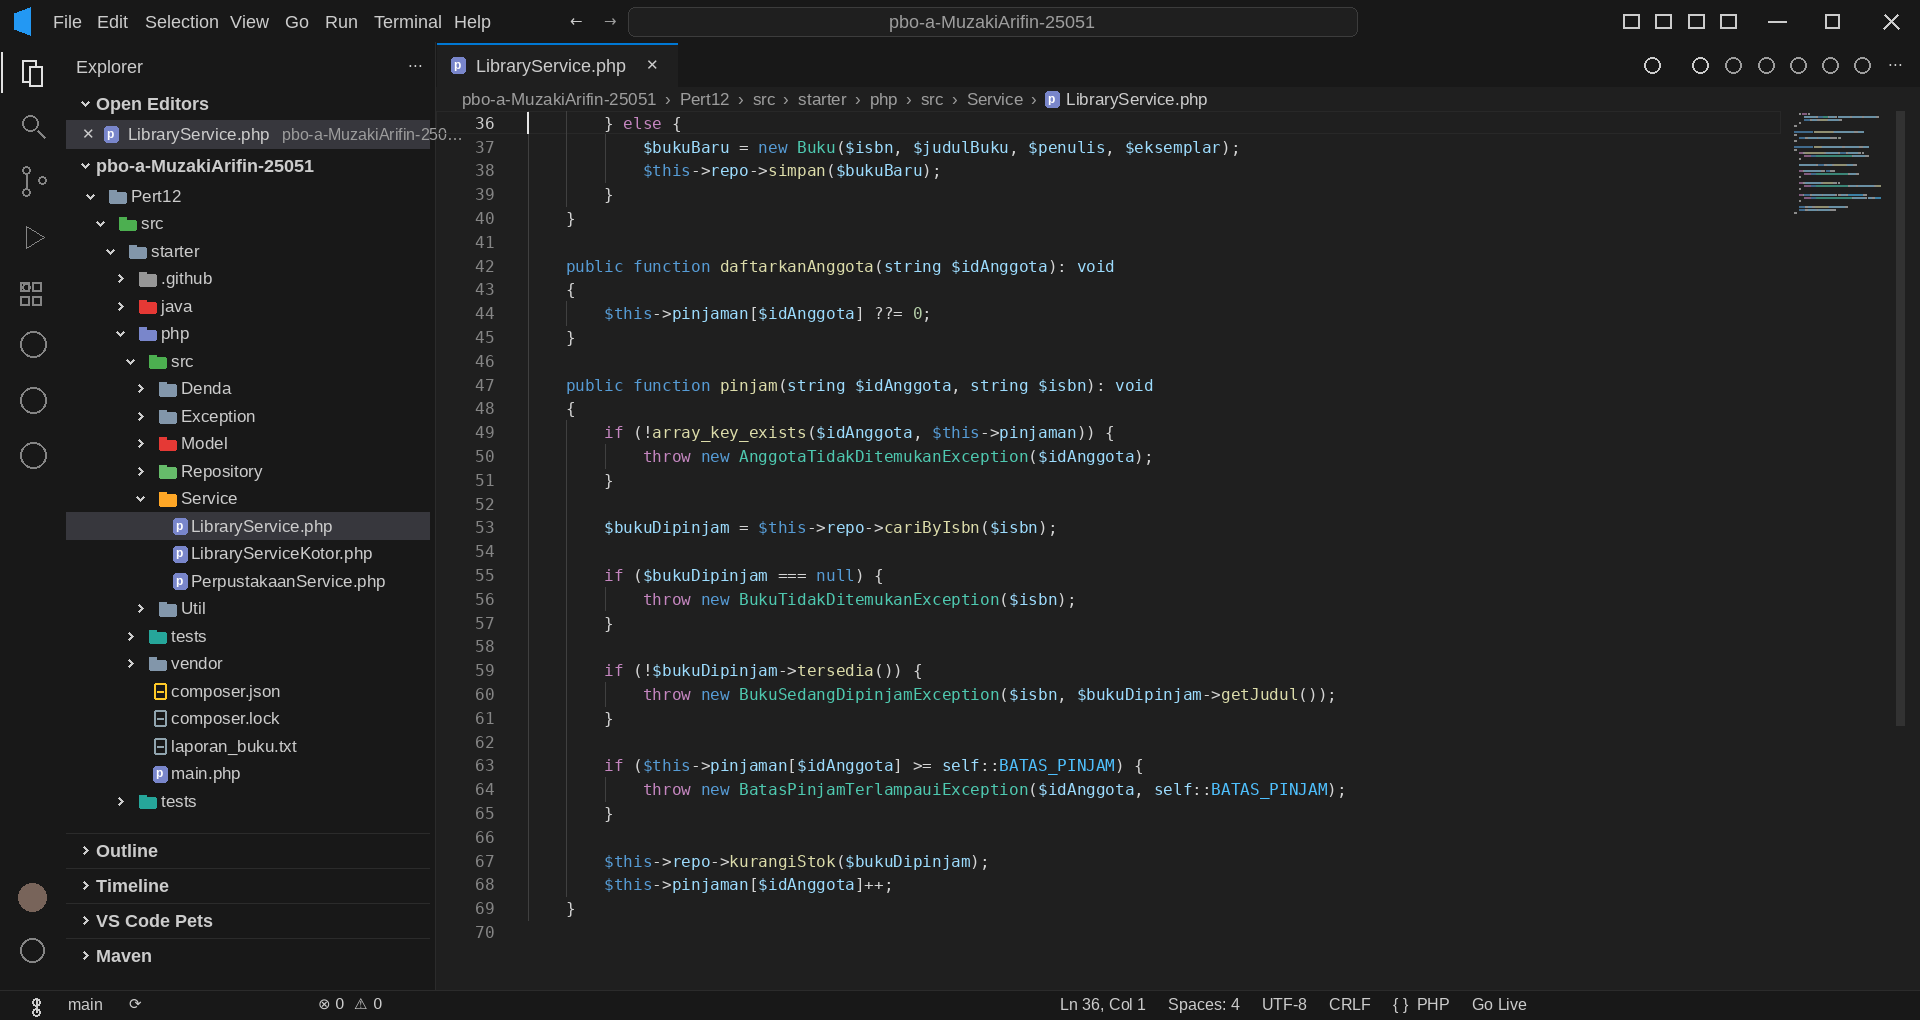 File Edit Selection View Go Run Terminal Help ← → pbo-a-MuzakiArifin-25051
Explorer ···
Open Editors
× LibraryService.php pbo-a-MuzakiArifin-250...
pbo-a-MuzakiArifin-25051
Pert12
src
starter
.github
java
php
src
Denda
Exception
Model
Repository
Service
p LibraryService.php
p LibraryServiceKotor.php
p PerpustakaanService.php
Util
tests
vendor
composer.json
composer.lock
laporan_buku.txt
p main.php
tests
Outline
Timeline
VS Code Pets
Maven
p LibraryService.php ×
pbo-a-MuzakiArifin-25051 › Pert12 › src › starter › php › src › Service › p LibraryService.php
36 } else {
37 $bukuBaru = new Buku($isbn, $judulBuku, $penulis, $eksemplar);
38 $this->repo->simpan($bukuBaru);
39 }
40 }
41
42 public function daftarkanAnggota(string $idAnggota): void
43 {
44 $this->pinjaman[$idAnggota] ??= 0;
45 }
46
47 public function pinjam(string $idAnggota, string $isbn): void
48 {
49 if (!array_key_exists($idAnggota, $this->pinjaman)) {
50 throw new AnggotaTidakDitemukanException($idAnggota);
51 }
52
53 $bukuDipinjam = $this->repo->cariByIsbn($isbn);
54
55 if ($bukuDipinjam === null) {
56 throw new BukuTidakDitemukanException($isbn);
57 }
58
59 if (!$bukuDipinjam->tersedia()) {
60 throw new BukuSedangDipinjamException($isbn, $bukuDipinjam->getJudul());
61 }
62
63 if ($this->pinjaman[$idAnggota] >= self::BATAS_PINJAM) {
64 throw new BatasPinjamTerlampauiException($idAnggota, self::BATAS_PINJAM);
65 }
66
67 $this->repo->kurangiStok($bukuDipinjam);
68 $this->pinjaman[$idAnggota]++;
69 }
70
main ⟳ ⊗ 0 ⚠ 0 Ln 36, Col 1 Spaces: 4 UTF-8 CRLF { } PHP Go Live